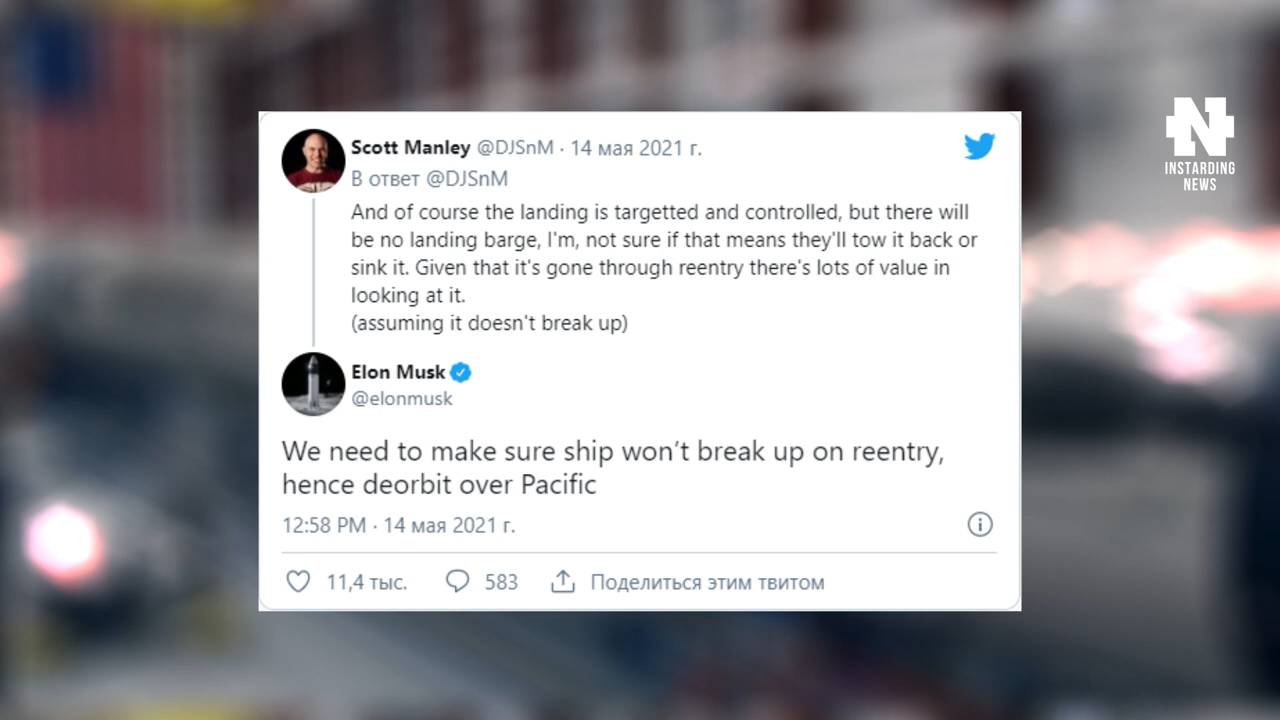 Scott Manley @DJSnM · 14 мая 2021 г.
В ответ @DJSnM
And of course the landing is targetted and controlled, but there will
be no landing barge, I'm, not sure if that means they'll tow it back or
sink it. Given that it's gone through reentry there's lots of value in
looking at it.
(assuming it doesn't break up)
Elon Musk
@elonmusk
We need to make sure ship won’t break up on reentry,
hence deorbit over Pacific
12:58 PM · 14 мая 2021 г.
11,4 тыс. 583 Поделиться этим твитом
N
INSTARDING
NEWS